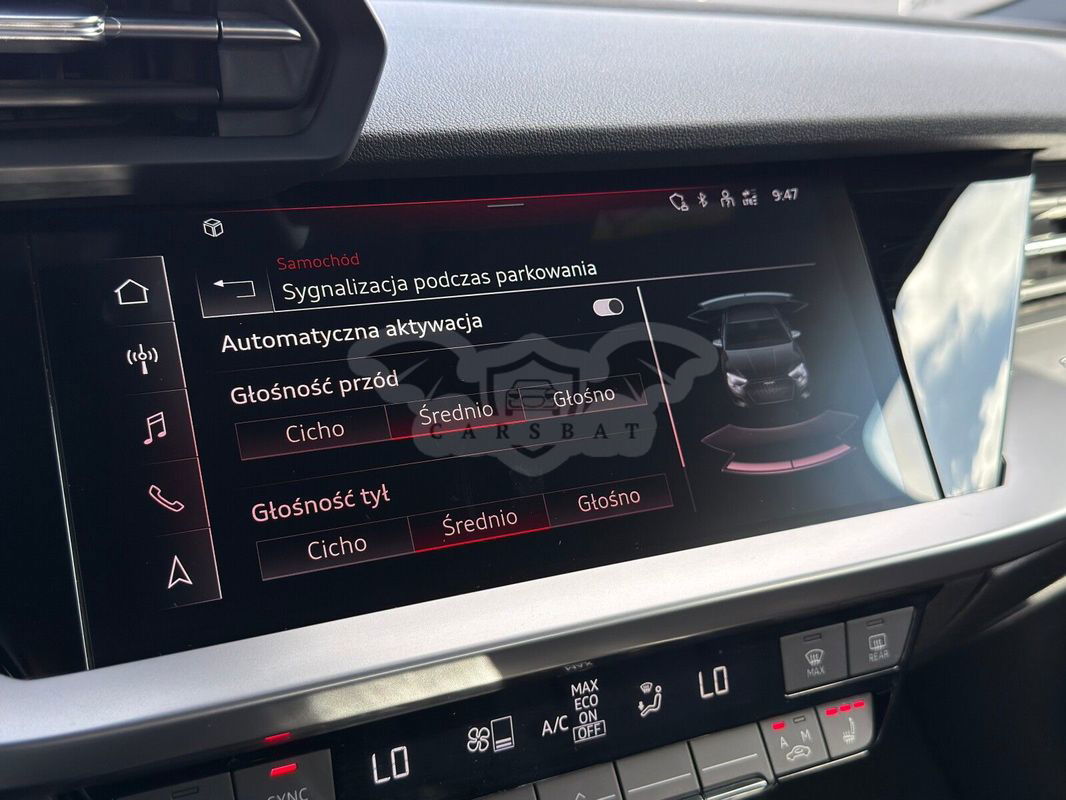 9:47
Samochód
Sygnalizacja podczas parkowania
Automatyczna aktywacja
Głośność przód
Cicho Średnio Głośno
CARSBAT
Głośność tył
Cicho Średnio Głośno
MAX
REAR
MAX
ECO
A/C ON
OFF
LO
LO
A M
SYNC